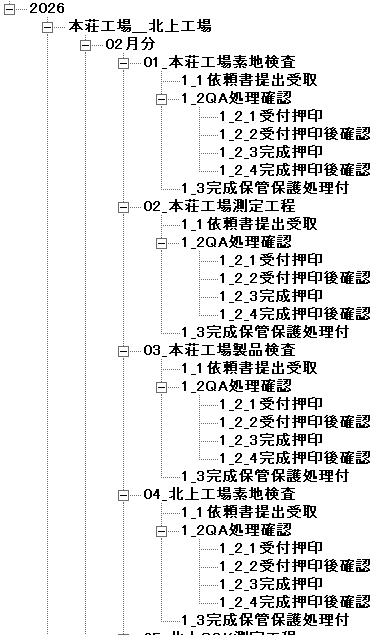 2026
本荘工場__北上工場
02月分
01_本荘工場素地検査
1_1依頼書提出受取
1_2QA処理確認
1_2_1受付押印
1_2_2受付押印後確認
1_2_3完成押印
1_2_4完成押印後確認
1_3完成保管保護処理付
02_本荘工場測定工程
1_1依頼書提出受取
1_2QA処理確認
1_2_1受付押印
1_2_2受付押印後確認
1_2_3完成押印
1_2_4完成押印後確認
1_3完成保管保護処理付
03_本荘工場製品検査
1_1依頼書提出受取
1_2QA処理確認
1_2_1受付押印
1_2_2受付押印後確認
1_2_3完成押印
1_2_4完成押印後確認
1_3完成保管保護処理付
04_北上工場素地検査
1_1依頼書提出受取
1_2QA処理確認
1_2_1受付押印
1_2_2受付押印後確認
1_2_3完成押印
1_2_4完成押印後確認
1_3完成保管保護処理付